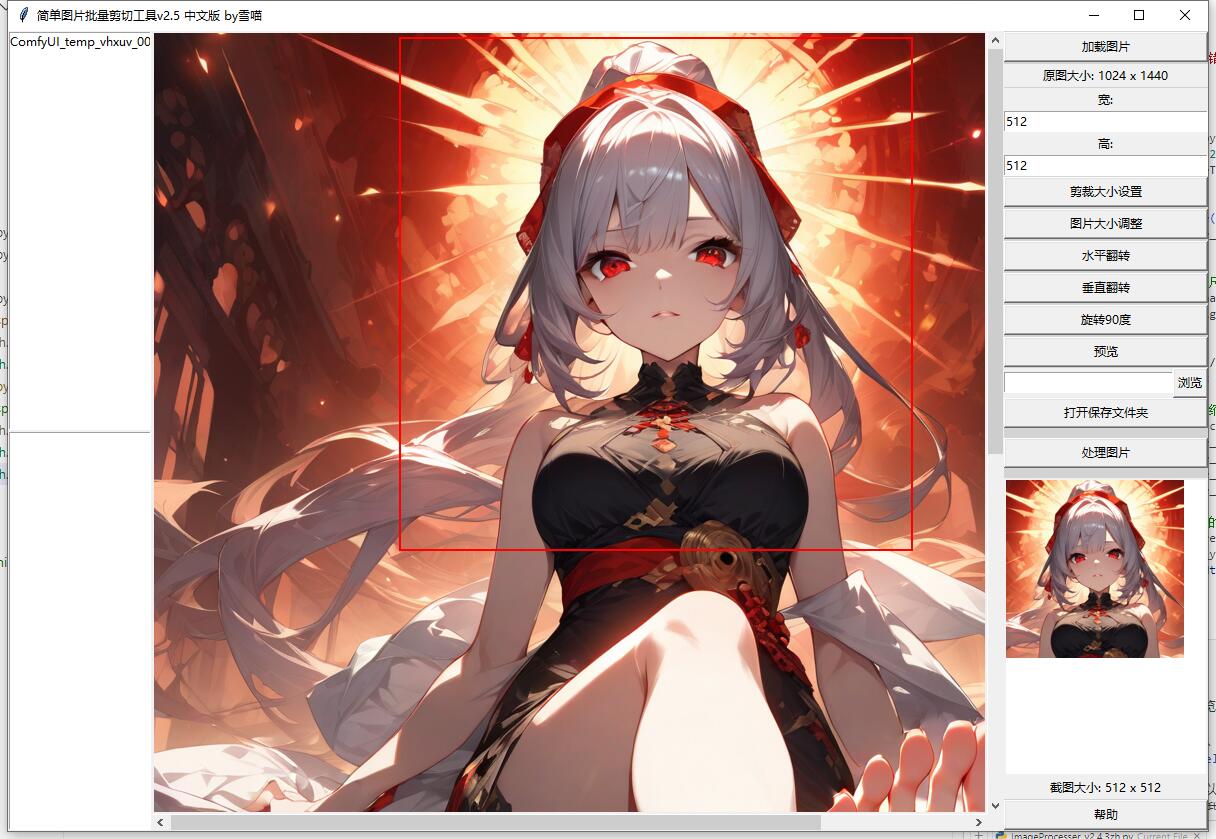 简单图片批量剪切工具v2.5 中文版 by雪喵
ComfyUI_temp_vhxuv_00
加载图片
原图大小: 1024 x 1440
宽:
512
高:
512
剪裁大小设置
图片大小调整
水平翻转
垂直翻转
旋转90度
预览
浏览
打开保存文件夹
处理图片
截图大小: 512 x 512
帮助
ImageProcesser_v2.4.3zh.py Current File